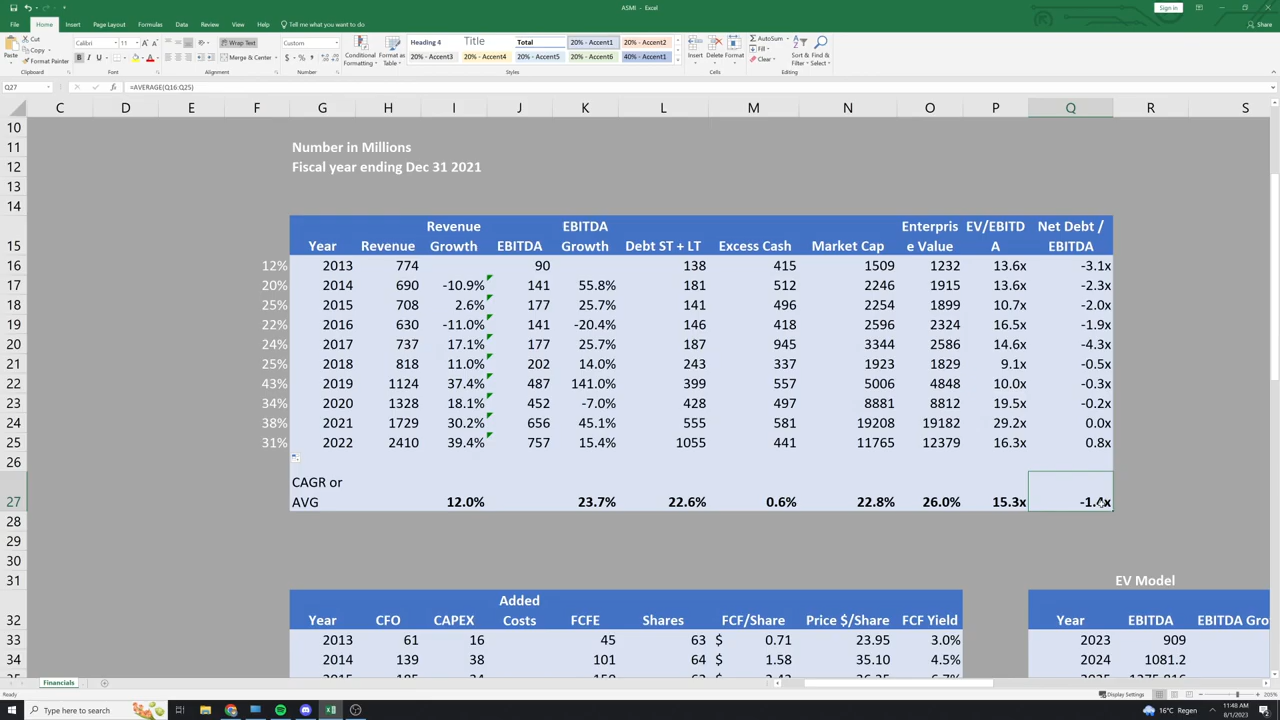 ASMI - Excel
Sign in
File Home Insert Page Layout Formulas Data Review View Help Tell me what you want to do
Share
Paste Cut Copy Format Painter Clipboard
Calibri 11 Font
Wrap Text Merge & Center Alignment
Custom Number
Conditional Formatting Format as Table
Heading 4 Title Total 20% - Accent1 20% - Accent2
20% - Accent3 20% - Accent4 20% - Accent5 20% - Accent6 40% - Accent1
Styles
Insert Delete Format Cells
AutoSum Fill Clear Sort & Filter Find & Select Editing
Q27 =AVERAGE(Q16:Q25)
C D E F G H I J K L M N O P Q R S
10
11 Number in Millions
12 Fiscal year ending Dec 31 2021
13
14
15 Year Revenue Revenue Growth EBITDA EBITDA Growth Debt ST + LT Excess Cash Market Cap Enterpris e Value EV/EBITD A Net Debt / EBITDA
16 12% 2013 774 90 138 415 1509 1232 13.6x -3.1x
17 20% 2014 690 -10.9% 141 55.8% 181 512 2246 1915 13.6x -2.3x
18 25% 2015 708 2.6% 177 25.7% 141 496 2254 1899 10.7x -2.0x
19 22% 2016 630 -11.0% 141 -20.4% 146 418 2596 2324 16.5x -1.9x
20 24% 2017 737 17.1% 177 25.7% 187 945 3344 2586 14.6x -4.3x
21 25% 2018 818 11.0% 202 14.0% 243 337 1923 1829 9.1x -0.5x
22 43% 2019 1124 37.4% 487 141.0% 399 557 5006 4848 10.0x -0.3x
23 34% 2020 1328 18.1% 452 -7.0% 428 497 8881 8812 19.5x -0.2x
24 38% 2021 1729 30.2% 656 45.1% 555 581 19208 19182 29.2x 0.0x
25 31% 2022 2410 39.4% 757 15.4% 1055 441 11765 12379 16.3x 0.8x
26
27 CAGR or AVG 12.0% 23.7% 22.6% 0.6% 22.8% 26.0% 15.3x
28
29
30
31 EV Model
32 Year CFO CAPEX Added Costs FCFE Shares FCF/Share Price $/Share FCF Yield Year EBITDA EBITDA Gro
33 2013 61 16 45 63 $ 0.71 23.95 3.0% 2023 909
34 2014 139 38 101 64 $ 1.58 35.10 4.5% 2024 1081.2
Financials
Ready
Display Settings
205%
Type here to search
16°C Regen
11:48 AM
8/1/2023